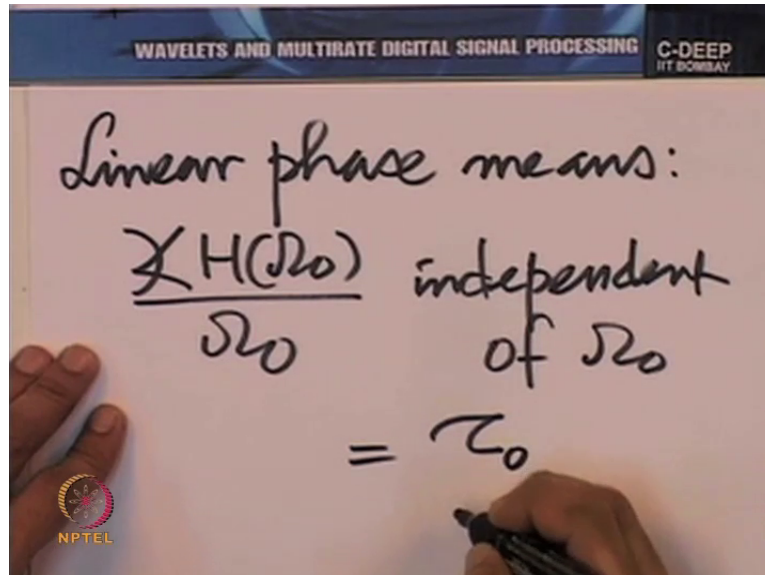 WAVELETS AND MULTIRATE DIGITAL SIGNAL PROCESSING
C-DEEP
IIT BOMBAY
Linear phase means:
∡H(Ω₀) independent
Ω₀ of Ω₀
= τ₀
NPTEL